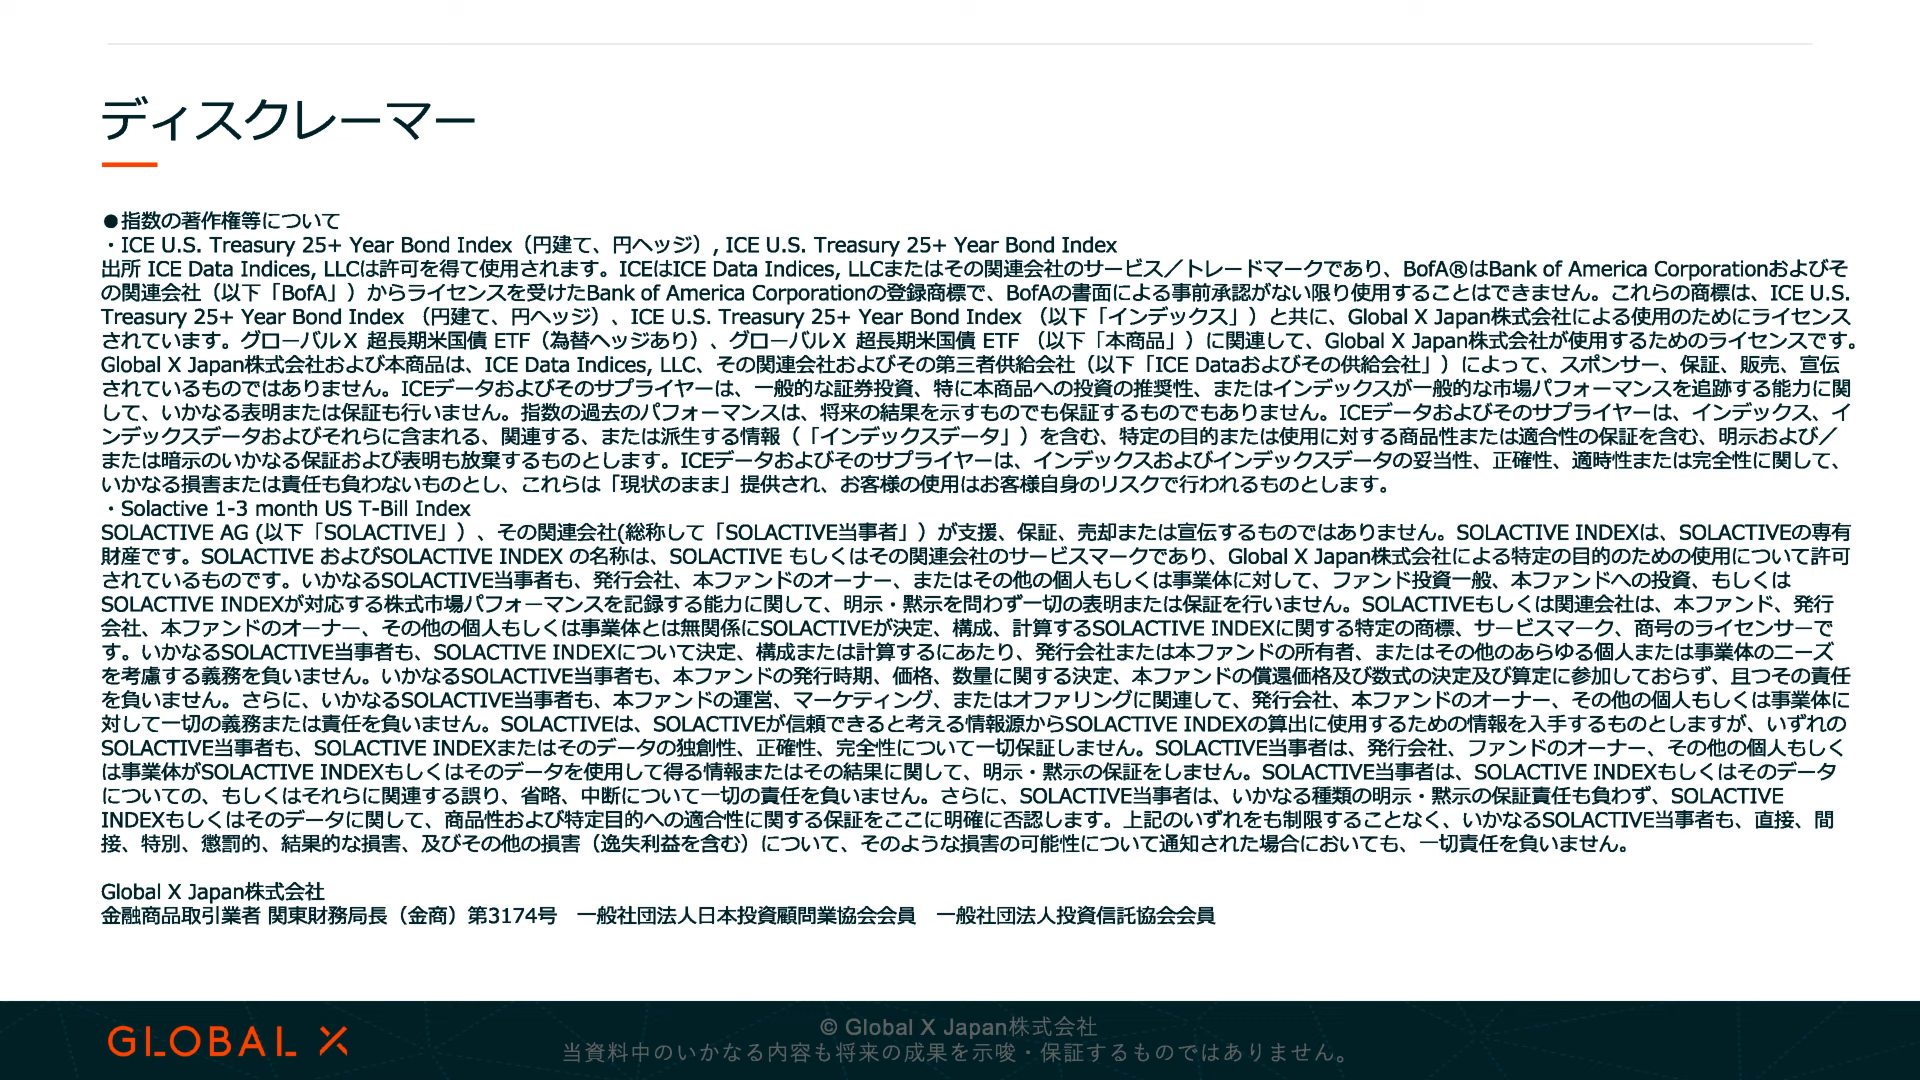 ディスクレーマー
●指数の著作権等について
・ICE U.S. Treasury 25+ Year Bond Index（円建て、円ヘッジ）, ICE U.S. Treasury 25+ Year Bond Index
出所 ICE Data Indices, LLCは許可を得て使用されます。ICEはICE Data Indices, LLCまたはその関連会社のサービス／トレードマークであり、BofA®はBank of America Corporationおよびそ
の関連会社（以下「BofA」）からライセンスを受けたBank of America Corporationの登録商標で、BofAの書面による事前承認がない限り使用することはできません。これらの商標は、ICE U.S.
Treasury 25+ Year Bond Index （円建て、円ヘッジ）、ICE U.S. Treasury 25+ Year Bond Index （以下「インデックス」）と共に、Global X Japan株式会社による使用のためにライセンス
されています。グローバルＸ 超長期米国債 ETF（為替ヘッジあり）、グローバルＸ 超長期米国債 ETF （以下「本商品」）に関連して、Global X Japan株式会社が使用するためのライセンスです。
Global X Japan株式会社および本商品は、ICE Data Indices, LLC、その関連会社およびその第三者供給会社（以下「ICE Dataおよびその供給会社」）によって、スポンサー、保証、販売、宣伝
されているものではありません。ICEデータおよびそのサプライヤーは、一般的な証券投資、特に本商品への投資の推奨性、またはインデックスが一般的な市場パフォーマンスを追跡する能力に関
して、いかなる表明または保証も行いません。指数の過去のパフォーマンスは、将来の結果を示すものでも保証するものでもありません。ICEデータおよびそのサプライヤーは、インデックス、イ
ンデックスデータおよびそれらに含まれる、関連する、または派生する情報（「インデックスデータ」）を含む、特定の目的または使用に対する商品性または適合性の保証を含む、明示および／
または暗示のいかなる保証および表明も放棄するものとします。ICEデータおよびそのサプライヤーは、インデックスおよびインデックスデータの妥当性、正確性、適時性または完全性に関して、
いかなる損害または責任も負わないものとし、これらは「現状のまま」提供され、お客様の使用はお客様自身のリスクで行われるものとします。
・Solactive 1-3 month US T-Bill Index
SOLACTIVE AG (以下「SOLACTIVE」）、その関連会社(総称して「SOLACTIVE当事者」）が支援、保証、売却または宣伝するものではありません。SOLACTIVE INDEXは、SOLACTIVEの専有
財産です。SOLACTIVE およびSOLACTIVE INDEX の名称は、SOLACTIVE もしくはその関連会社のサービスマークであり、Global X Japan株式会社による特定の目的のための使用について許可
されているものです。いかなるSOLACTIVE当事者も、発行会社、本ファンドのオーナー、またはその他の個人もしくは事業体に対して、ファンド投資一般、本ファンドへの投資、もしくは
SOLACTIVE INDEXが対応する株式市場パフォーマンスを記録する能力に関して、明示・黙示を問わず一切の表明または保証を行いません。SOLACTIVEもしくは関連会社は、本ファンド、発行
会社、本ファンドのオーナー、その他の個人もしくは事業体とは無関係にSOLACTIVEが決定、構成、計算するSOLACTIVE INDEXに関する特定の商標、サービスマーク、商号のライセンサーで
す。いかなるSOLACTIVE当事者も、SOLACTIVE INDEXについて決定、構成または計算するにあたり、発行会社または本ファンドの所有者、またはその他のあらゆる個人または事業体のニーズ
を考慮する義務を負いません。いかなるSOLACTIVE当事者も、本ファンドの発行時期、価格、数量に関する決定、本ファンドの償還価格及び数式の決定及び算定に参加しておらず、且つその責任
を負いません。さらに、いかなるSOLACTIVE当事者も、本ファンドの運営、マーケティング、またはオファリングに関連して、発行会社、本ファンドのオーナー、その他の個人もしくは事業体に
対して一切の義務または責任を負いません。SOLACTIVEは、SOLACTIVEが信頼できると考える情報源からSOLACTIVE INDEXの算出に使用するための情報を入手するものとしますが、いずれの
SOLACTIVE当事者も、SOLACTIVE INDEXまたはそのデータの独創性、正確性、完全性について一切保証しません。SOLACTIVE当事者は、発行会社、ファンドのオーナー、その他の個人もしく
は事業体がSOLACTIVE INDEXもしくはそのデータを使用して得る情報またはその結果に関して、明示・黙示の保証をしません。SOLACTIVE当事者は、SOLACTIVE INDEXもしくはそのデータ
についての、もしくはそれらに関連する誤り、省略、中断について一切の責任を負いません。さらに、SOLACTIVE当事者は、いかなる種類の明示・黙示の保証責任も負わず、SOLACTIVE
INDEXもしくはそのデータに関して、商品性および特定目的への適合性に関する保証をここに明確に否認します。上記のいずれをも制限することなく、いかなるSOLACTIVE当事者も、直接、間
接、特別、懲罰的、結果的な損害、及びその他の損害（逸失利益を含む）について、そのような損害の可能性について通知された場合においても、一切責任を負いません。
Global X Japan株式会社
金融商品取引業者 関東財務局長（金商）第3174号　一般社団法人日本投資顧問業協会会員　一般社団法人投資信託協会会員
GLOBAL X
© Global X Japan株式会社
当資料中のいかなる内容も将来の成果を示唆・保証するものではありません。